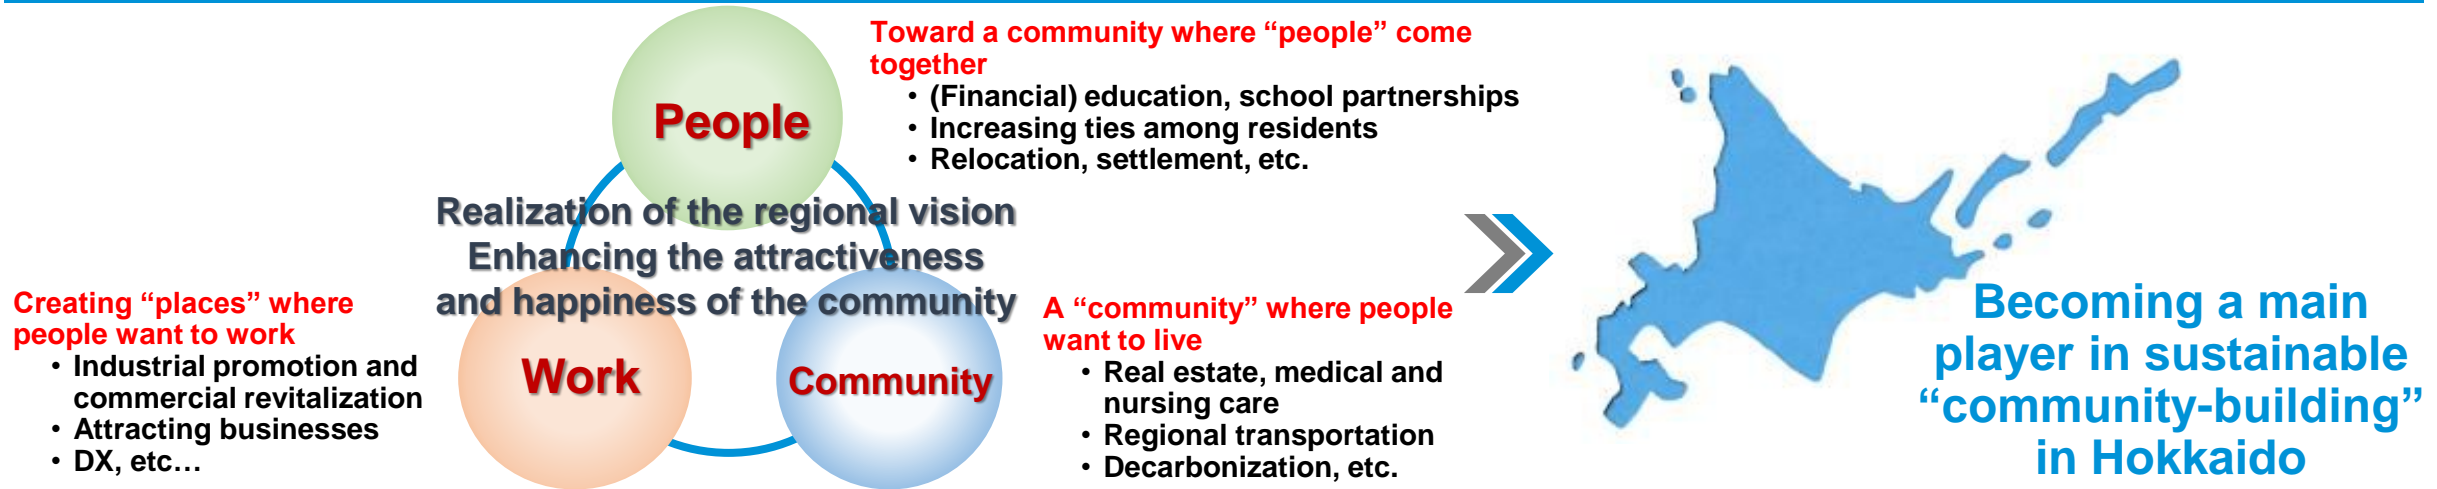 Toward a community where “people” come
together
• (Financial) education, school partnerships
• Increasing ties among residents
• Relocation, settlement, etc.
People
Realization of the regional vision
Enhancing the attractiveness
and happiness of the community
Creating “places” where
people want to work
• Industrial promotion and
commercial revitalization
• Attracting businesses
• DX, etc…
Work
Community
A “community” where people
want to live
• Real estate, medical and
nursing care
• Regional transportation
• Decarbonization, etc.
Becoming a main
player in sustainable
“community-building”
in Hokkaido